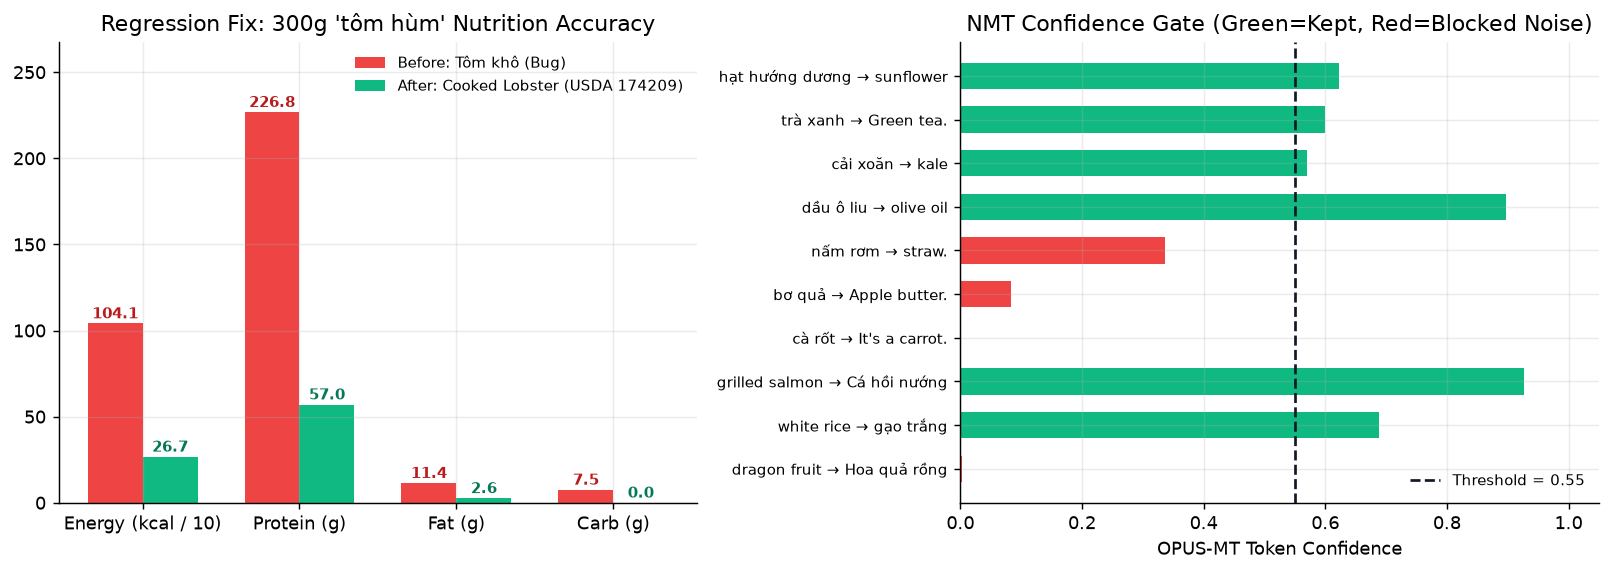 Regression Fix: 300g 'tôm hùm' Nutrition Accuracy
250
200
150
100
50
0
Before: Tôm khô (Bug)
After: Cooked Lobster (USDA 174209)
104.1
26.7
226.8
57.0
11.4
2.6
7.5
0.0
Energy (kcal / 10)
Protein (g)
Fat (g)
Carb (g)
NMT Confidence Gate (Green=Kept, Red=Blocked Noise)
hạt hướng dương → sunflower
trà xanh → Green tea.
cải xoăn → kale
dầu ô liu → olive oil
nấm rơm → straw.
bơ quả → Apple butter.
cà rốt → It's a carrot.
grilled salmon → Cá hồi nướng
white rice → gạo trắng
dragon fruit → Hoa quả rồng
Threshold = 0.55
0.0
0.2
0.4
0.6
0.8
1.0
OPUS-MT Token Confidence